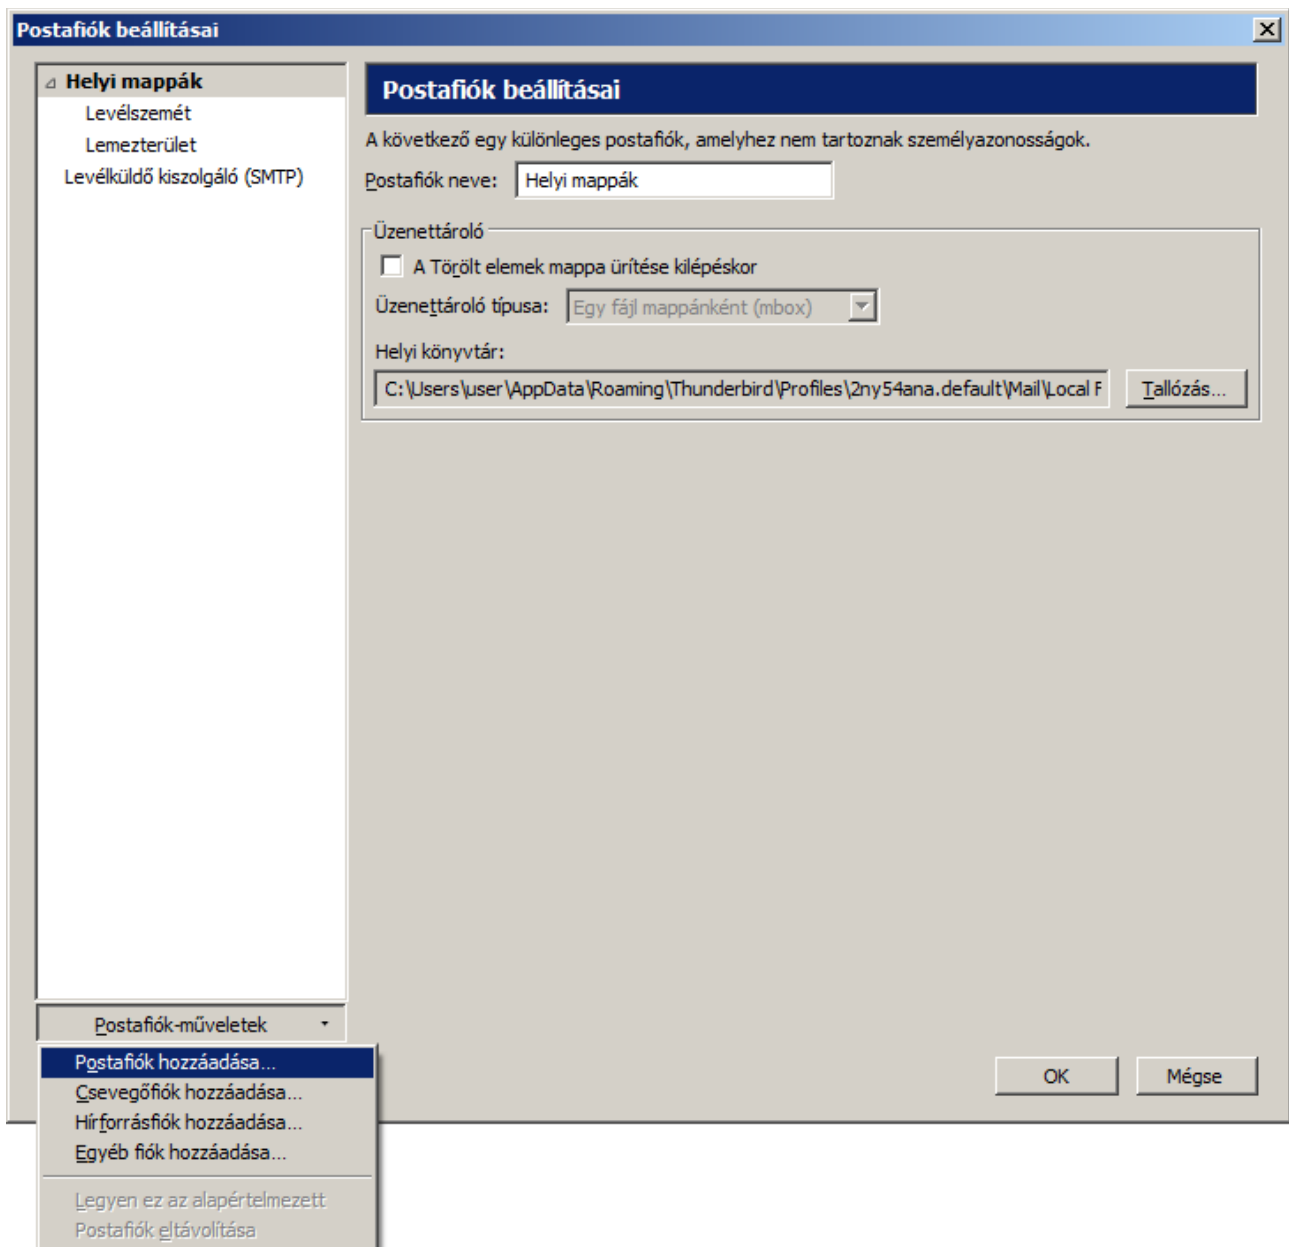 Postafiók beállításai
Helyi mappák
Levélszemét
Lemezterület
Levélküldő kiszolgáló (SMTP)
Postafiók beállításai
A következő egy különleges postafiók, amelyhez nem tartoznak személyazonosságok.
Postafiók neve: Helyi mappák
Üzenettároló
A Törölt elemek mappa ürítése kilépéskor
Üzenettároló típusa: Egy fájl mappánként (mbox)
Helyi könyvtár:
C:\Users\user\AppData\Roaming\Thunderbird\Profiles\2ny54ana.default\Mail\Local F Tallózás...
Postafiók-műveletek
Postafiók hozzáadása...
Csevegőfiók hozzáadása...
Hírforrásfiók hozzáadása...
Egyéb fiók hozzáadása...
Legyen ez az alapértelmezett
Postafiók eltávolítása
OK Mégse